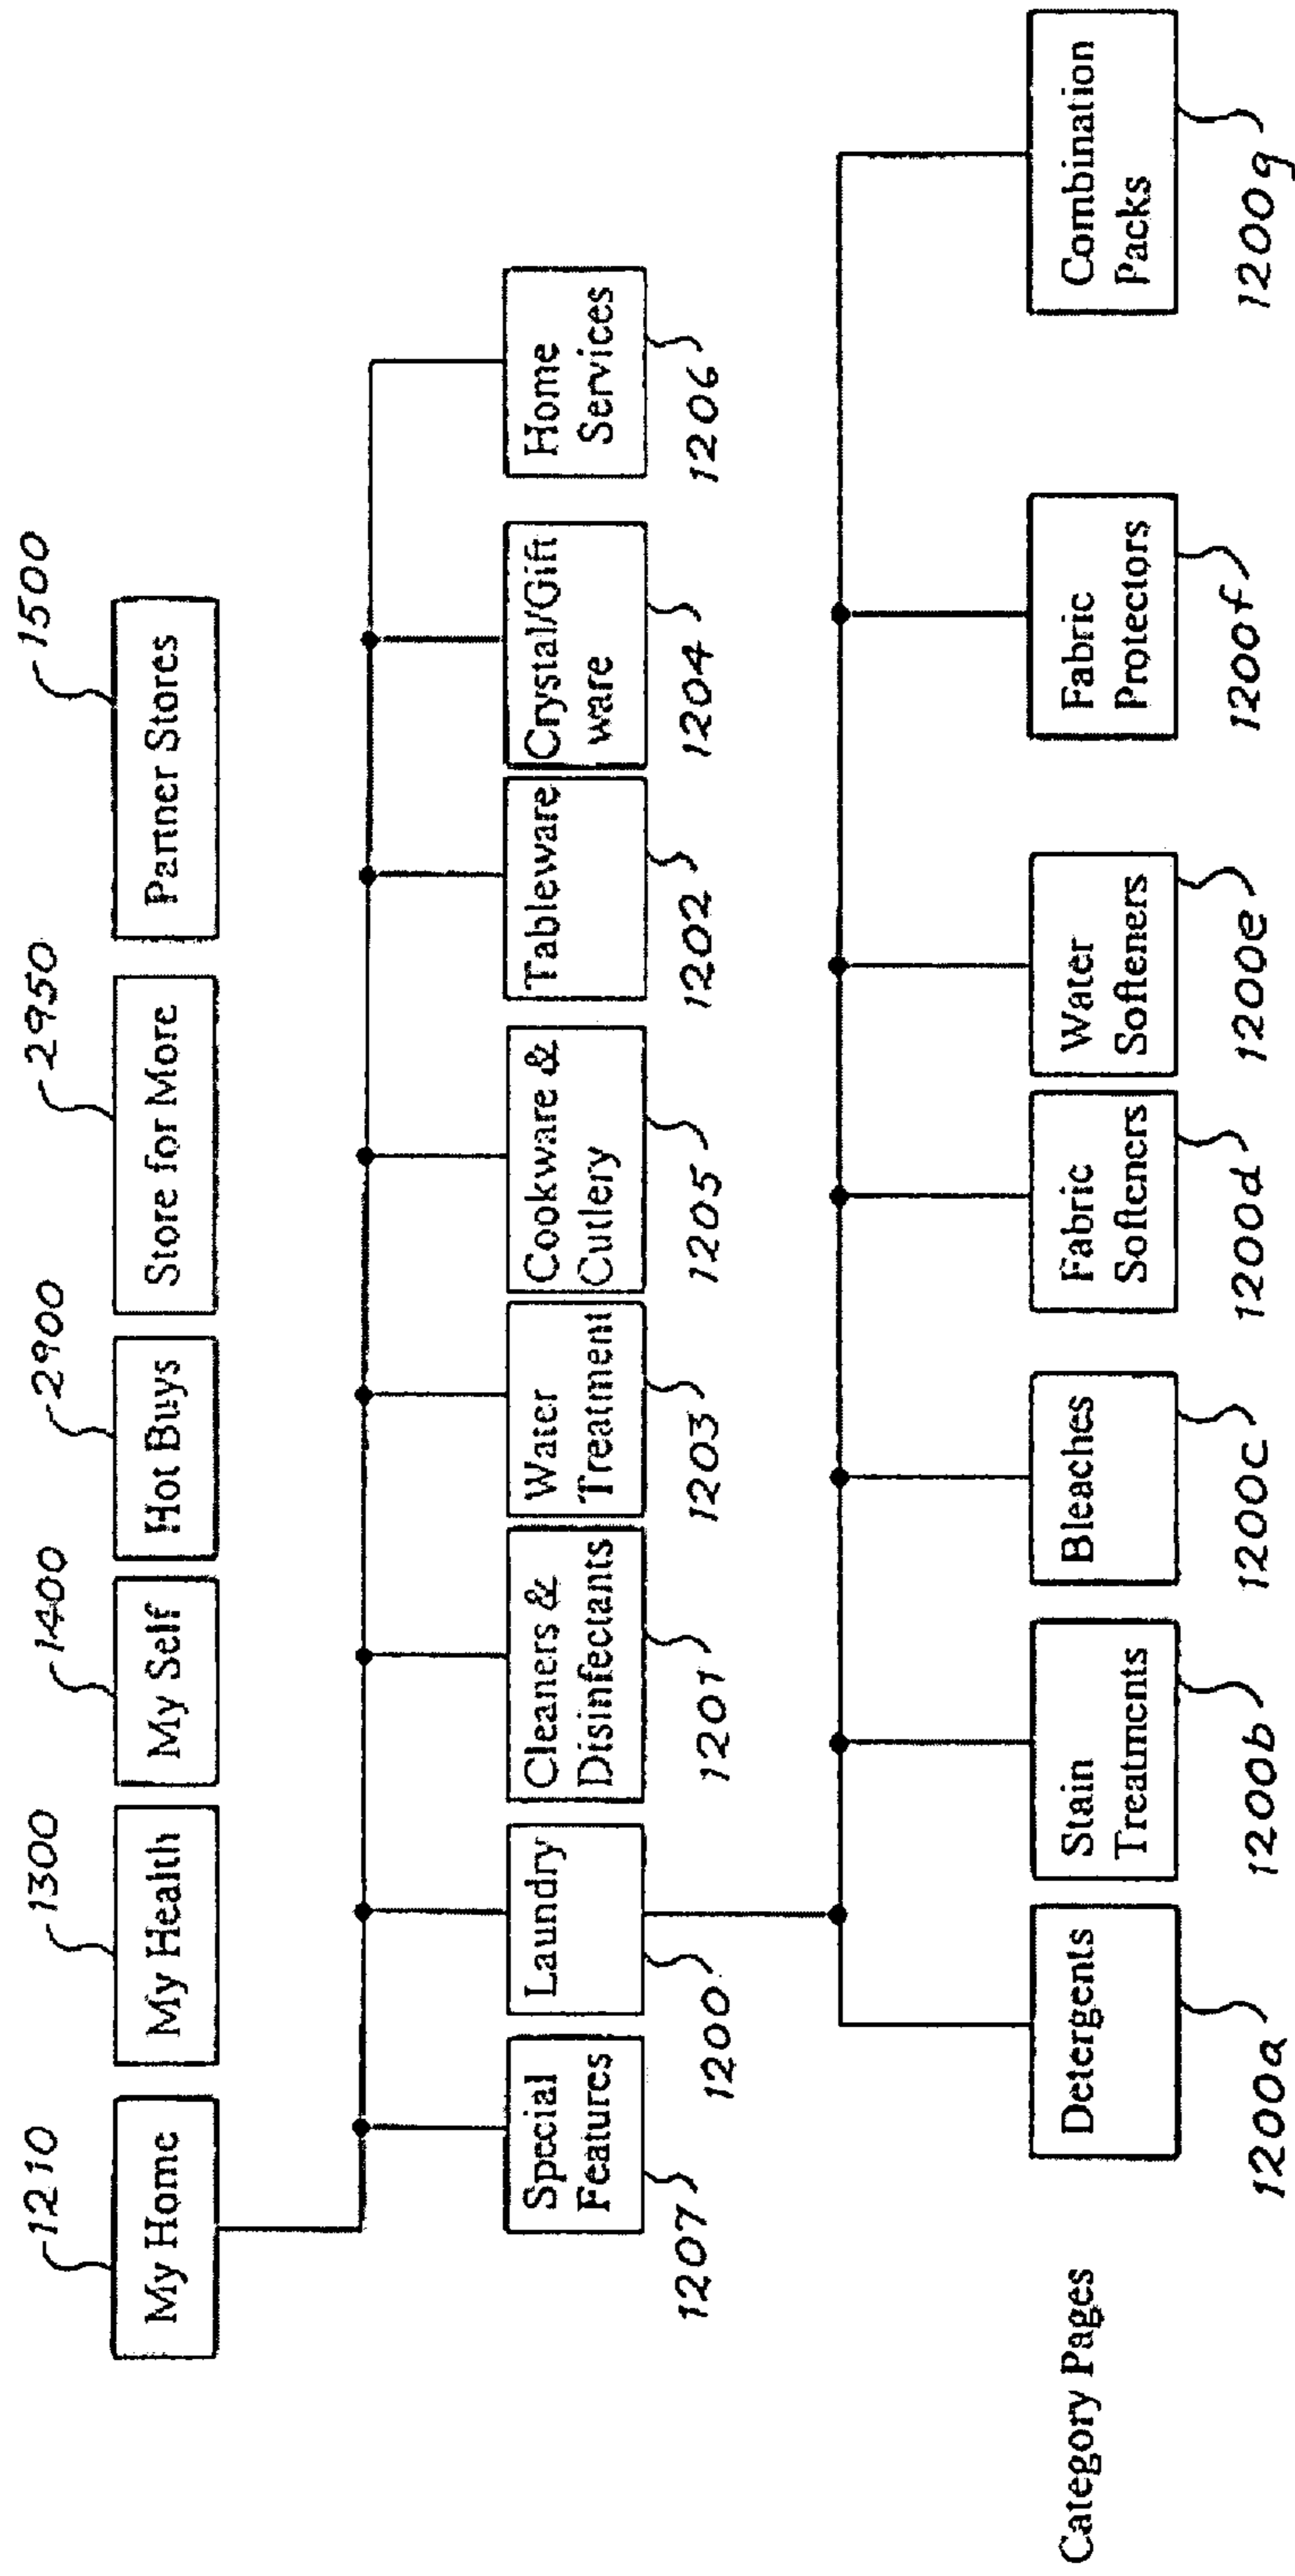 1210
1300
1400
2900
2950
1500
My Home
My Health
My Self
Hot Buys
Store for More
Partner Stores
Special
Features
Laundry
Cleaners &
Disinfectants
Water
Treatment
Cookware &
Cutlery
Tableware
Crystal/Gift
ware
Home
Services
1207
1200
1201
1203
1205
1202
1204
1206
Category Pages
Detergents
Stain
Treatments
Bleaches
Fabric
Softeners
Water
Softeners
Fabric
Protectors
Combination
Packs
1200a
1200b
1200c
1200d
1200e
1200f
1200g